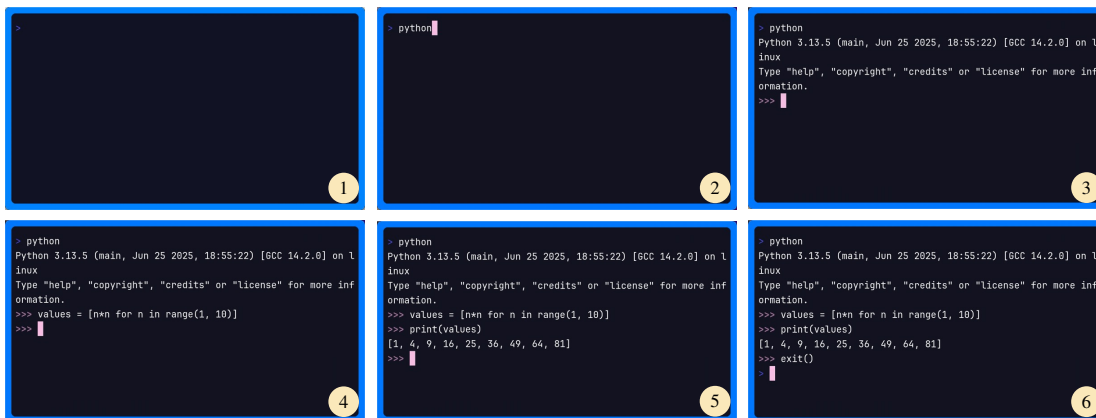 >
1
> python
2
> python
Python 3.13.5 (main, Jun 25 2025, 18:55:22) [GCC 14.2.0] on l
inux
Type "help", "copyright", "credits" or "license" for more inf
ormation.
>>>
3
> python
Python 3.13.5 (main, Jun 25 2025, 18:55:22) [GCC 14.2.0] on l
inux
Type "help", "copyright", "credits" or "license" for more inf
ormation.
>>> values = [n*n for n in range(1, 10)]
>>>
4
> python
Python 3.13.5 (main, Jun 25 2025, 18:55:22) [GCC 14.2.0] on l
inux
Type "help", "copyright", "credits" or "license" for more inf
ormation.
>>> values = [n*n for n in range(1, 10)]
>>> print(values)
[1, 4, 9, 16, 25, 36, 49, 64, 81]
>>>
5
> python
Python 3.13.5 (main, Jun 25 2025, 18:55:22) [GCC 14.2.0] on l
inux
Type "help", "copyright", "credits" or "license" for more inf
ormation.
>>> values = [n*n for n in range(1, 10)]
>>> print(values)
[1, 4, 9, 16, 25, 36, 49, 64, 81]
>>> exit()
>
6